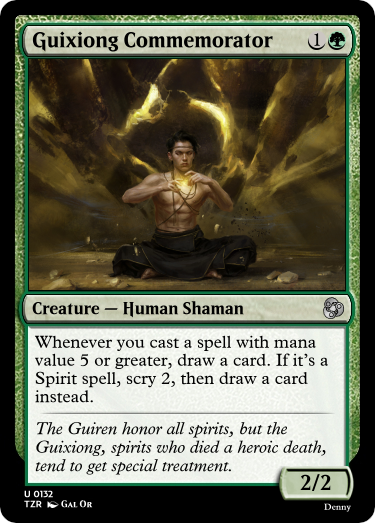 Guixiong Commemorator 1
Creature — Human Shaman
Whenever you cast a spell with mana
value 5 or greater, draw a card. If it's a
Spirit spell, scry 2, then draw a card
instead.
The Guiren honor all spirits, but the
Guixiong, spirits who died a heroic death,
tend to get special treatment.
2/2
U 0132
TZR Gal Or
Denny